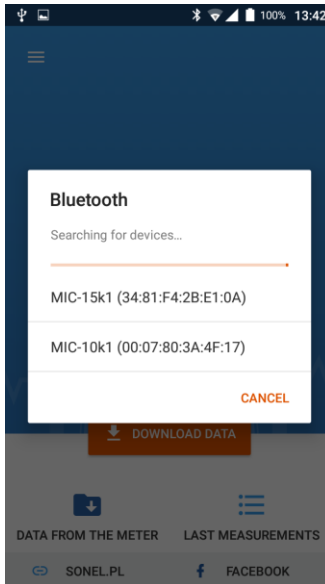 100% 13:42
Bluetooth
Searching for devices...
MIC-15k1 (34:81:F4:2B:E1:0A)
MIC-10k1 (00:07:80:3A:4F:17)
CANCEL
DOWNLOAD DATA
DATA FROM THE METER LAST MEASUREMENTS
SONEL.PL FACEBOOK